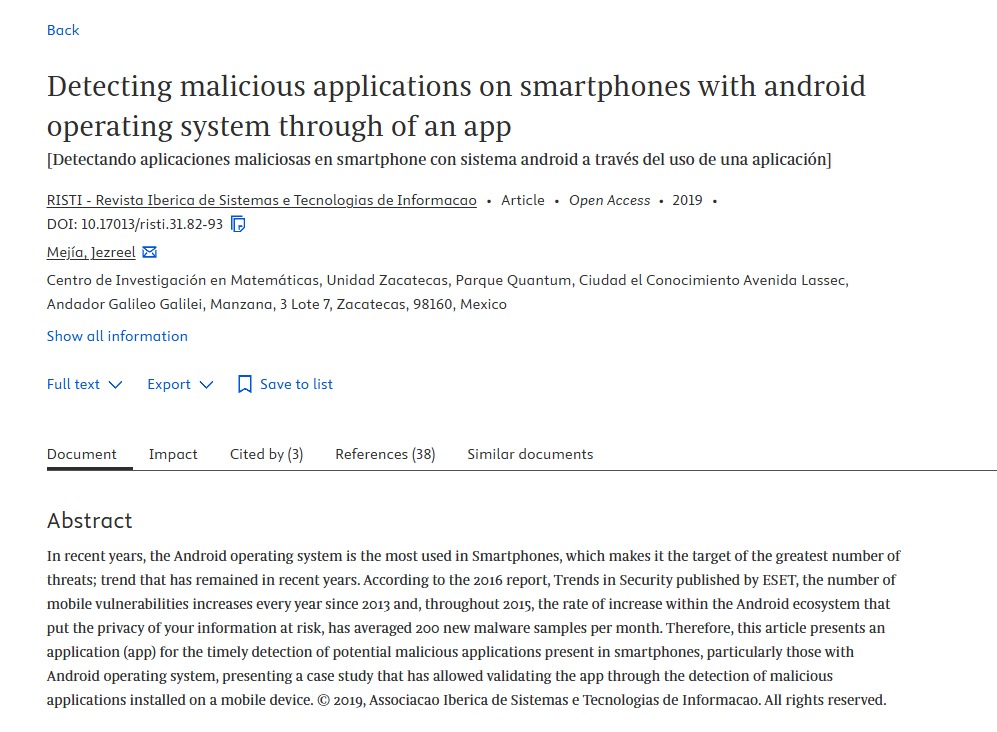 Back
Detecting malicious applications on smartphones with android
operating system through of an app
[Detectando aplicaciones maliciosas en smartphone con sistema android a través del uso de una aplicación]
RISTI - Revista Iberica de Sistemas e Tecnologias de Informacao • Article • Open Access • 2019 •
DOI: 10.17013/risti.31.82-93
Mejía, Jezreel
Centro de Investigación en Matemáticas, Unidad Zacatecas, Parque Quantum, Ciudad el Conocimiento Avenida Lassec,
Andador Galileo Galilei, Manzana, 3 Lote 7, Zacatecas, 98160, Mexico
Show all information
Full text Export Save to list
Document Impact Cited by (3) References (38) Similar documents
Abstract
In recent years, the Android operating system is the most used in Smartphones, which makes it the target of the greatest number of
threats; trend that has remained in recent years. According to the 2016 report, Trends in Security published by ESET, the number of
mobile vulnerabilities increases every year since 2013 and, throughout 2015, the rate of increase within the Android ecosystem that
put the privacy of your information at risk, has averaged 200 new malware samples per month. Therefore, this article presents an
application (app) for the timely detection of potential malicious applications present in smartphones, particularly those with
Android operating system, presenting a case study that has allowed validating the app through the detection of malicious
applications installed on a mobile device. © 2019, Associacao Iberica de Sistemas e Tecnologias de Informacao. All rights reserved.